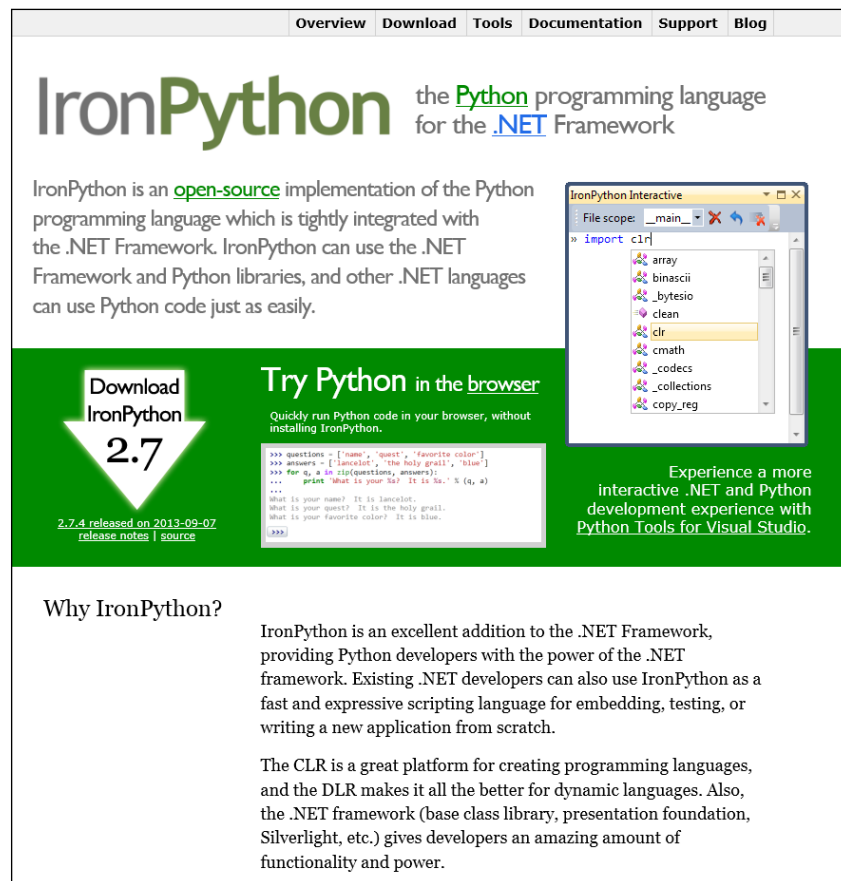 Overview Download Tools Documentation Support Blog
IronPython
the Python programming language
for the .NET Framework
IronPython is an open-source implementation of the Python
programming language which is tightly integrated with
the .NET Framework. IronPython can use the .NET
Framework and Python libraries, and other .NET languages
can use Python code just as easily.
IronPython Interactive
File scope: __main__
» import clr
array
binascii
_bytesio
clean
clr
cmath
_codecs
_collections
copy_reg
Download
IronPython
2.7
2.7.4 released on 2013-09-07
release notes | source
Try Python in the browser
Quickly run Python code in your browser, without
installing IronPython.
>>> questions = ['name', 'quest', 'favorite color']
>>> answers = ['lancelot', 'the holy grail', 'blue']
>>> for q, a in zip(questions, answers):
...     print 'What is your %s?  It is %s.' % (q, a)
...
What is your name?  It is lancelot.
What is your quest?  It is the holy grail.
What is your favorite color?  It is blue.
>>>
Experience a more
interactive .NET and Python
development experience with
Python Tools for Visual Studio.
Why IronPython?
IronPython is an excellent addition to the .NET Framework,
providing Python developers with the power of the .NET
framework. Existing .NET developers can also use IronPython as a
fast and expressive scripting language for embedding, testing, or
writing a new application from scratch.
The CLR is a great platform for creating programming languages,
and the DLR makes it all the better for dynamic languages. Also,
the .NET framework (base class library, presentation foundation,
Silverlight, etc.) gives developers an amazing amount of
functionality and power.